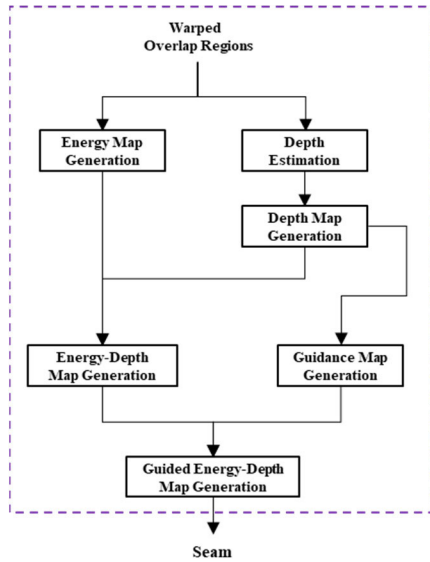 Warped
Overlap Regions
Energy Map
Generation
Depth
Estimation
Depth Map
Generation
Energy-Depth
Map Generation
Guidance Map
Generation
Guided Energy-Depth
Map Generation
Seam